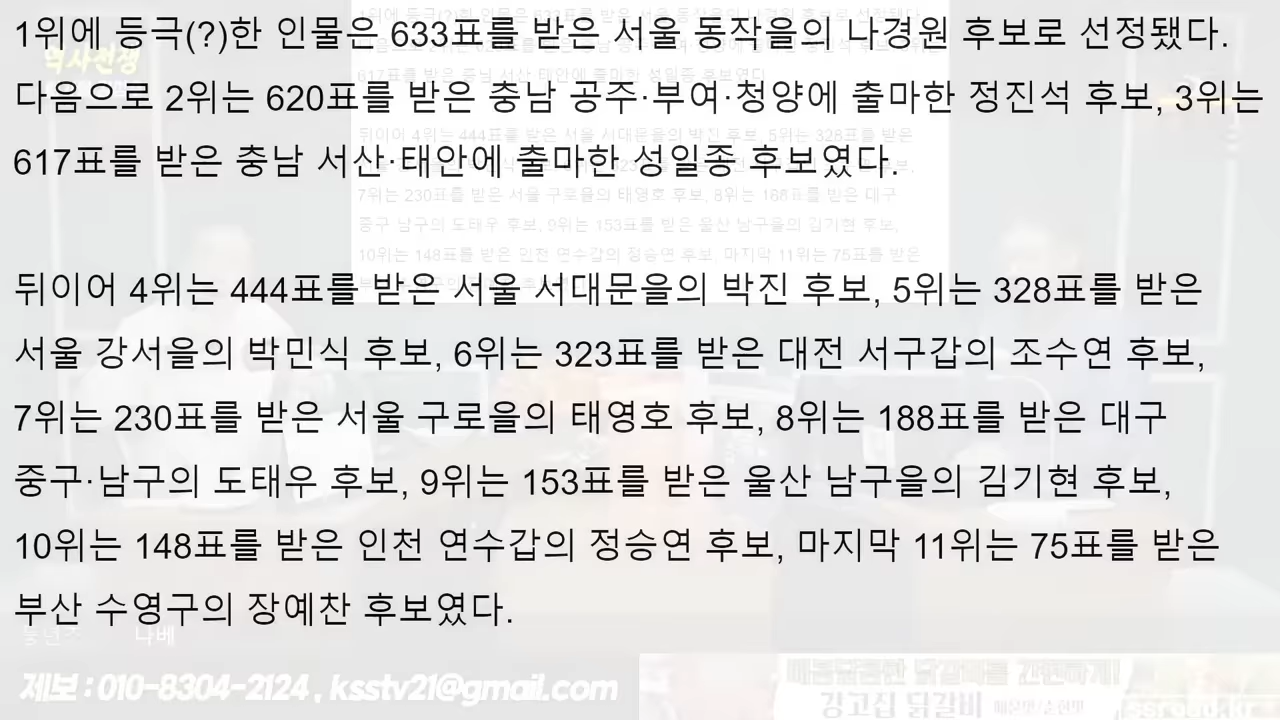 1위에 등극(?)한 인물은 633표를 받은 서울 동작을의 나경원 후보로 선정됐다.
다음으로 2위는 620표를 받은 충남 공주·부여·청양에 출마한 정진석 후보, 3위는
617표를 받은 충남 서산·태안에 출마한 성일종 후보였다.
뒤이어 4위는 444표를 받은 서울 서대문을의 박진 후보, 5위는 328표를 받은
서울 강서을의 박민식 후보, 6위는 323표를 받은 대전 서구갑의 조수연 후보,
7위는 230표를 받은 서울 구로을의 태영호 후보, 8위는 188표를 받은 대구
중구·남구의 도태우 후보, 9위는 153표를 받은 울산 남구을의 김기현 후보,
10위는 148표를 받은 인천 연수갑의 정승연 후보, 마지막 11위는 75표를 받은
부산 수영구의 장예찬 후보였다.
나베
제보 : 010-8304-2124 , ksstv21@gmail.com